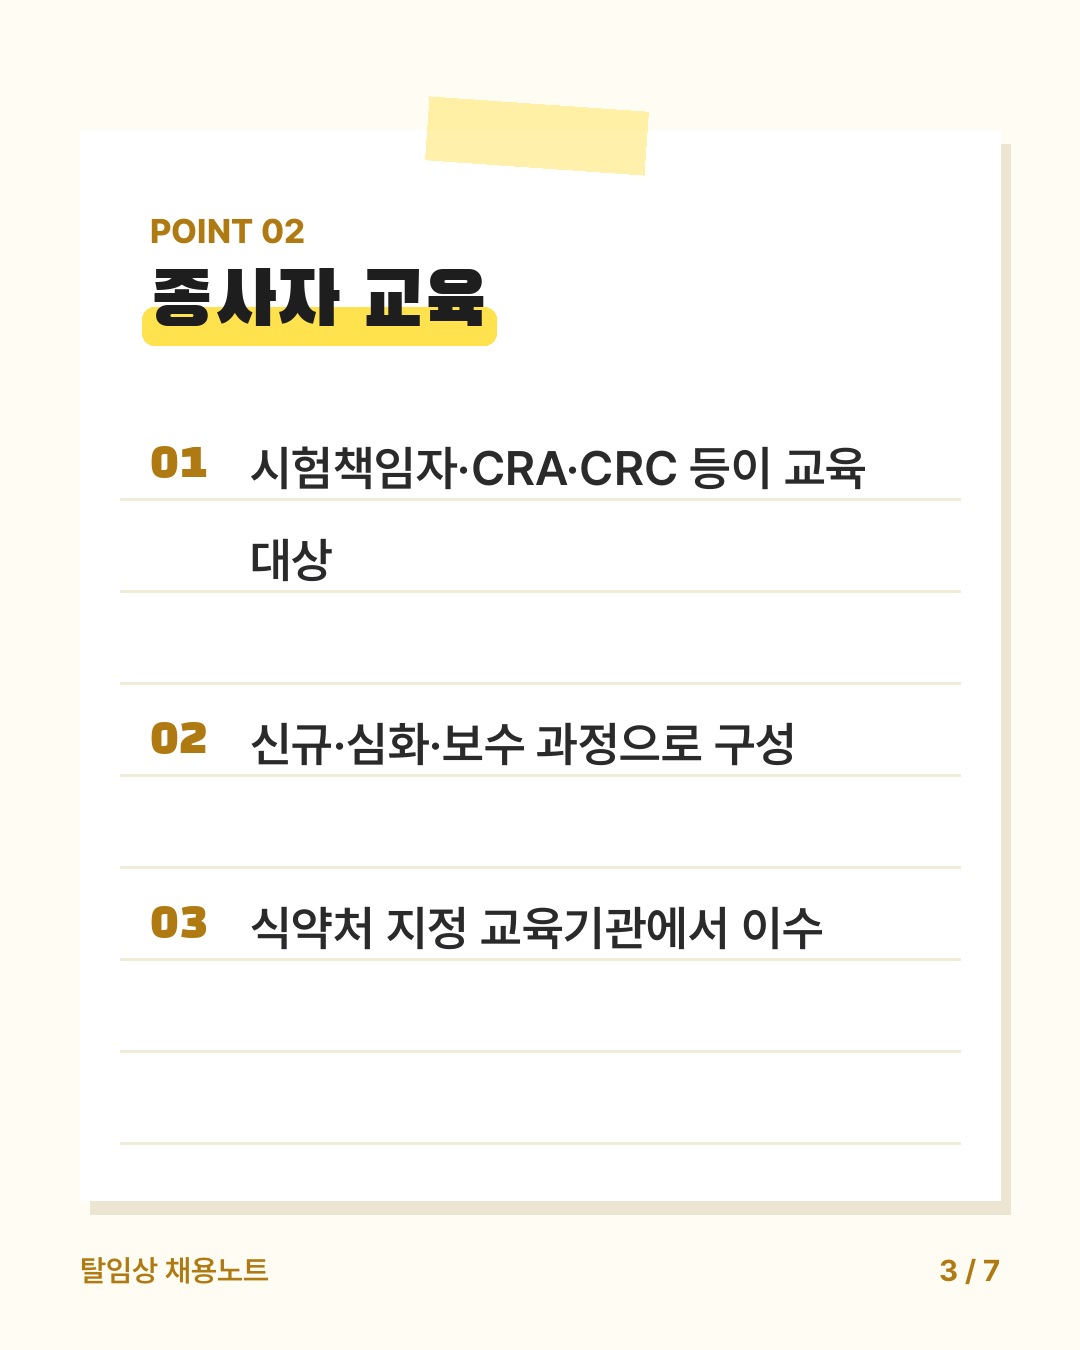 POINT 02
종사자 교육
01 시험책임자·CRA·CRC 등이 교육
대상
02 신규·심화·보수 과정으로 구성
03 식약처 지정 교육기관에서 이수
탈임상 채용노트
3 / 7